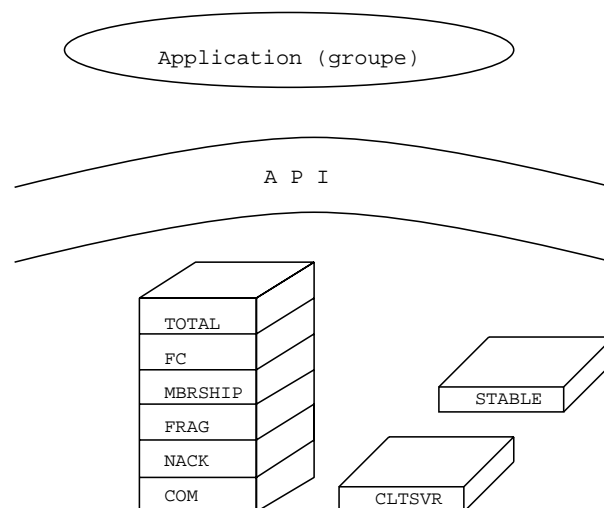 Application (groupe)
A P I
TOTAL
FC
MBRSHIP
FRAG
NACK
COM
STABLE
CLTSVR